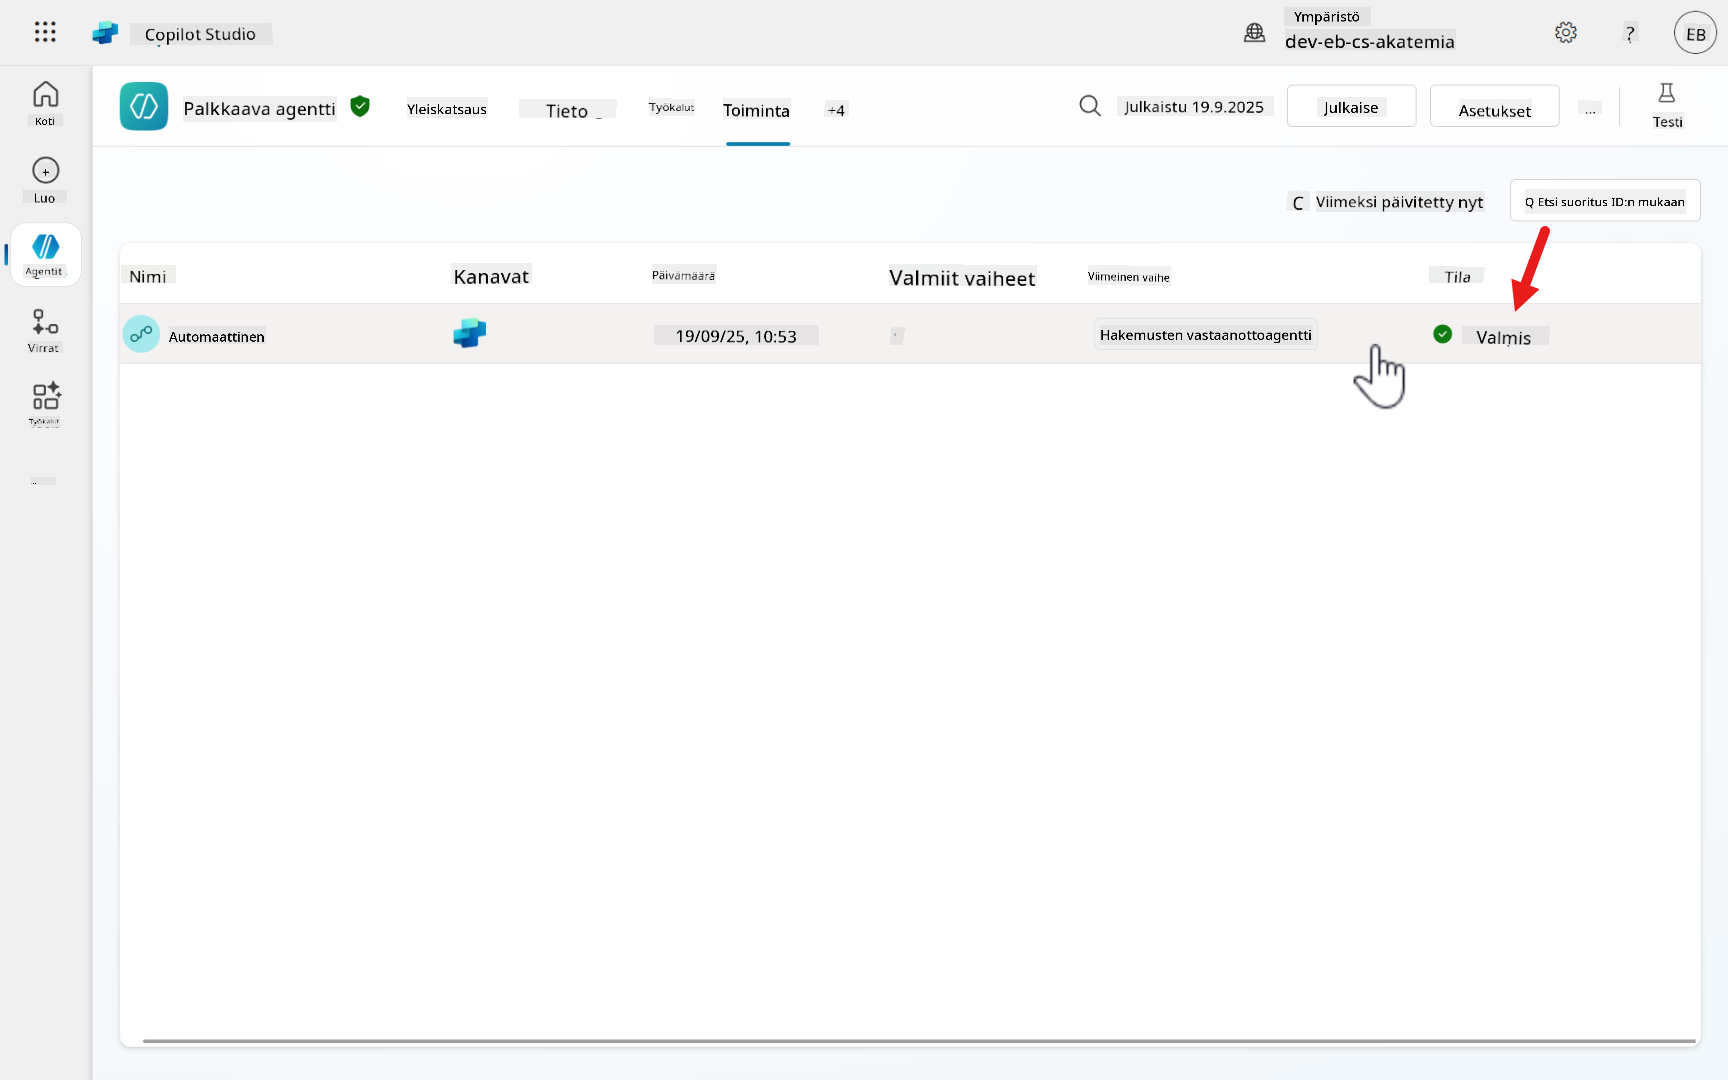 Copilot Studio
Ympäristö
dev-eb-cs-akatemia
?
EB
Koti
Luo
Agentit
Virrat
Työkalut
Palkkaava agentti
Yleiskatsaus
Tieto
Työkalut
Toiminta
+4
Julkaistu 19.9.2025
Julkaise
Asetukset
...
Testi
C Viimeksi päivitetty nyt
Q Etsi suoritus ID:n mukaan
Nimi
Kanavat
Päivämäärä
Valmiit vaiheet
Viimeinen vaihe
Tila
Automaattinen
19/09/25, 10:53
Hakemusten vastaanottoagentti
Valmis